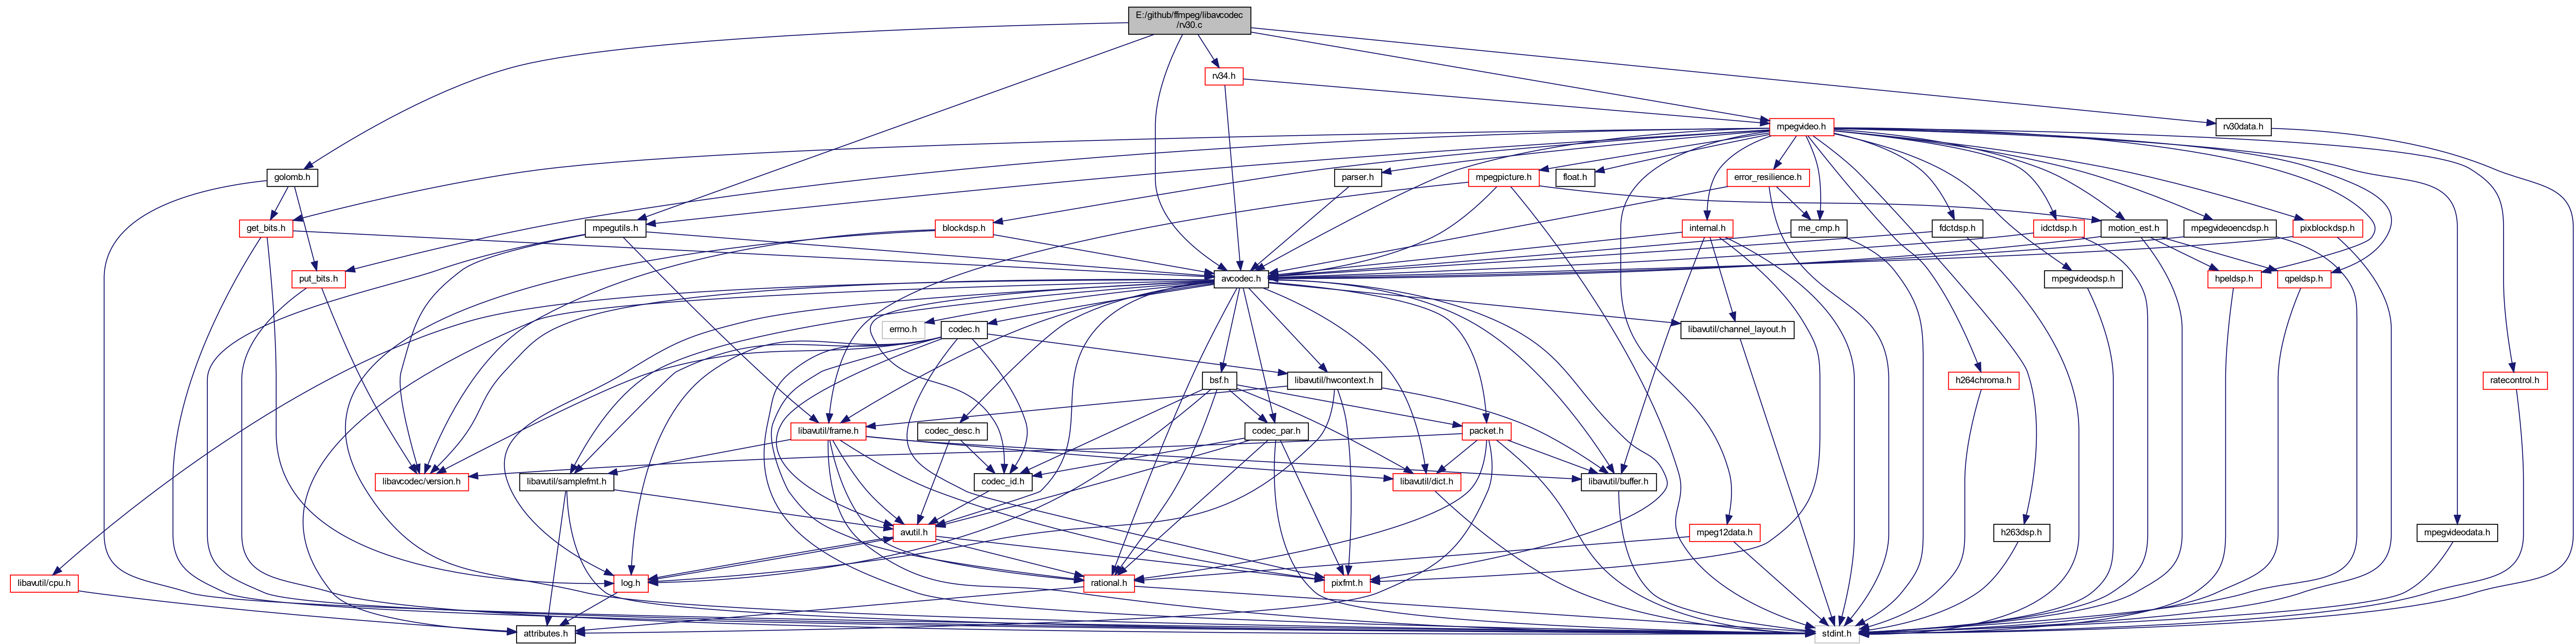 E:/github/ffmpeg/libavcodec
/rv30.c
rv34.h
mpegvideo.h
rv30data.h
golomb.h
parser.h
mpegpicture.h
float.h
error_resilience.h
get_bits.h
mpegutils.h
blockdsp.h
internal.h
me_cmp.h
fdctdsp.h
idctdsp.h
motion_est.h
mpegvideoencdsp.h
pixblockdsp.h
put_bits.h
avcodec.h
mpegvideodsp.h
hpeldsp.h
qpeldsp.h
errno.h
codec.h
libavutil/channel_layout.h
bsf.h
libavutil/hwcontext.h
h264chroma.h
ratecontrol.h
libavutil/frame.h
codec_desc.h
codec_par.h
packet.h
libavcodec/version.h
libavutil/samplefmt.h
codec_id.h
libavutil/dict.h
libavutil/buffer.h
avutil.h
mpeg12data.h
h263dsp.h
mpegvideodata.h
libavutil/cpu.h
log.h
rational.h
pixfmt.h
attributes.h
stdint.h